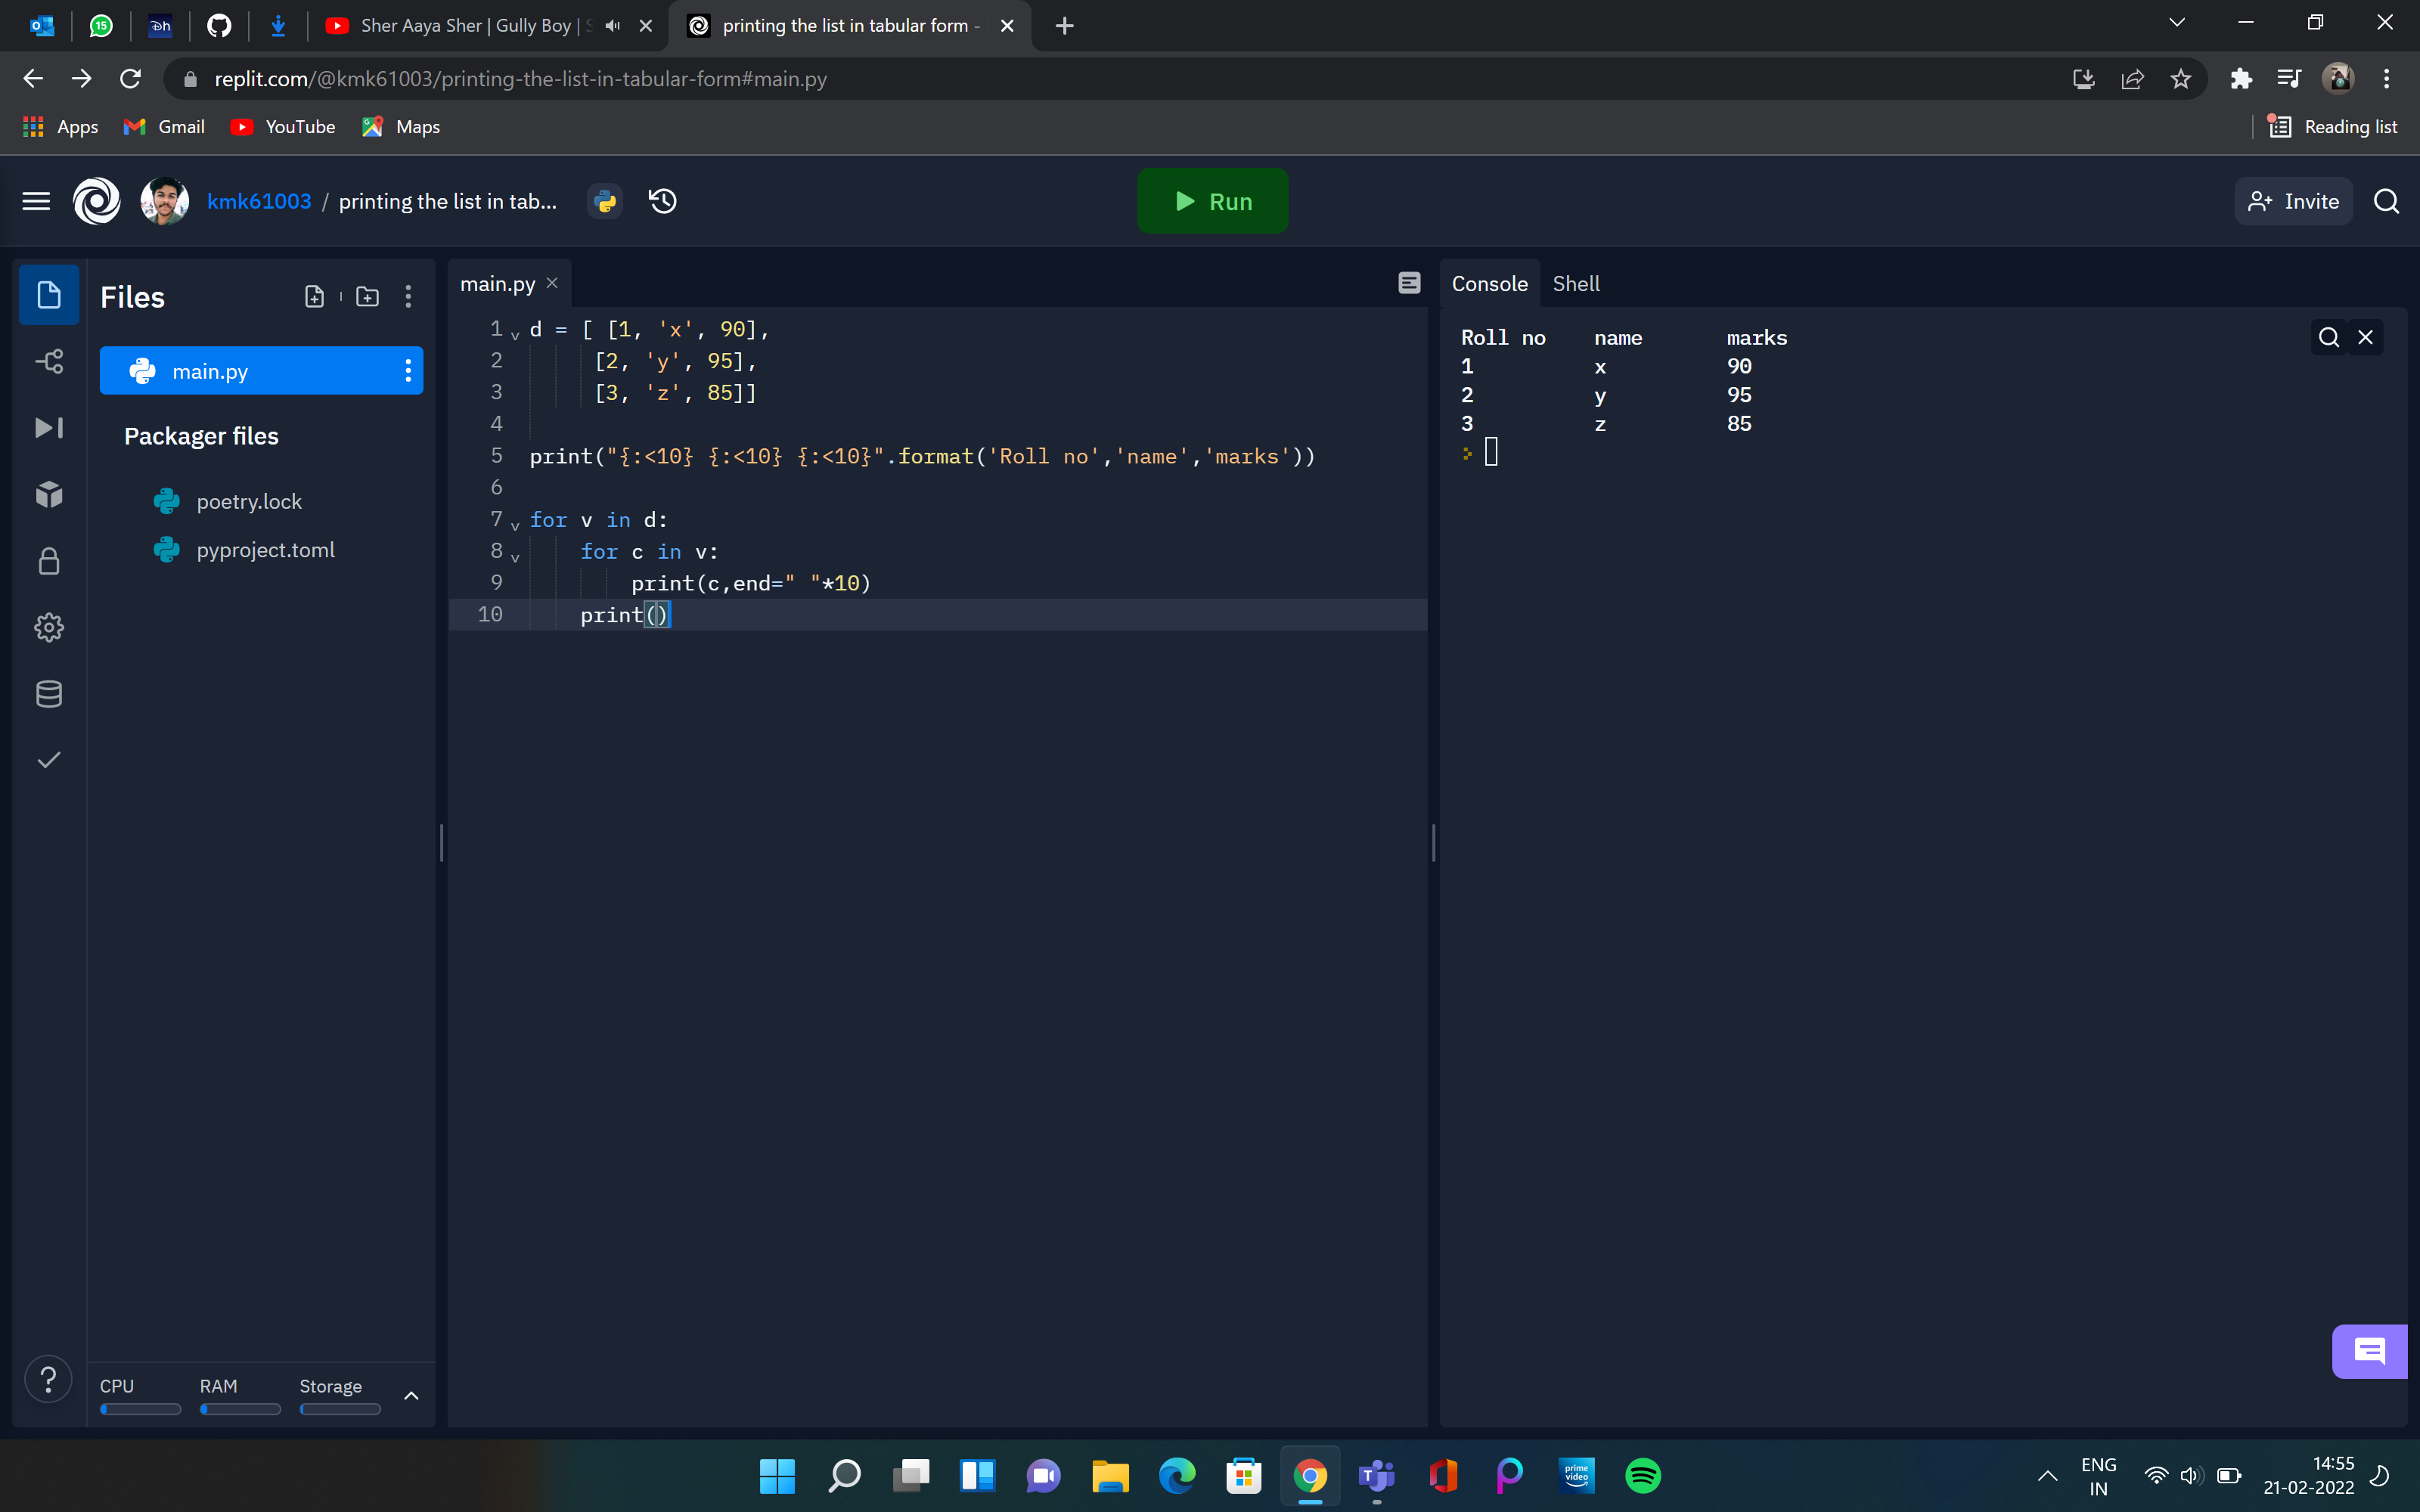 15
Dh
Sher Aaya Sher | Gully Boy |
printing the list in tabular form -
replit.com/@kmk61003/printing-the-list-in-tabular-form#main.py
Apps
Gmail
YouTube
Maps
Reading list
kmk61003 / printing the list in tab...
Run
Invite
Files
main.py
Packager files
poetry.lock
pyproject.toml
CPU
RAM
Storage
main.py
1 d = [ [1, 'x', 90],
2 [2, 'y', 95],
3 [3, 'z', 85]]
4
5 print("{:<10} {:<10} {:<10}".format('Roll no','name','marks'))
6
7 for v in d:
8 for c in v:
9 print(c,end=" "*10)
10 print()
Console Shell
Roll no name marks
1 x 90
2 y 95
3 z 85
prime video
ENG
IN
14:55
21-02-2022